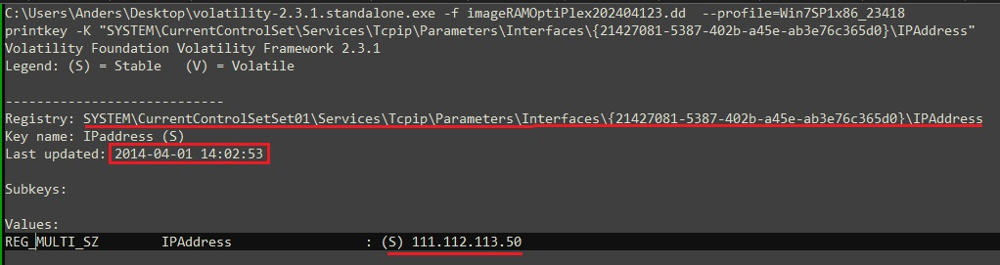 C:\Users\Anders\Desktop\volatility-2.3.1.standalone.exe -f imageRAMOptiPlex202404123.dd  --profile=Win7SP1x86_23418
printkey -K "SYSTEM\CurrentControlSet\Services\Tcpip\Parameters\Interfaces\{21427081-5387-402b-a45e-ab3e76c365d0}\IPAddress"
Volatility Foundation Volatility Framework 2.3.1
Legend: (S) = Stable   (V) = Volatile
----------------------------
Registry: SYSTEM\CurrentControlSetSet01\Services\Tcpip\Parameters\Interfaces\{21427081-5387-402b-a45e-ab3e76c365d0}\IPAddress
Key name: IPaddress (S)
Last updated: 2014-04-01 14:02:53
Subkeys:
Values:
REG_MULTI_SZ       IPAddress               : (S) 111.112.113.50